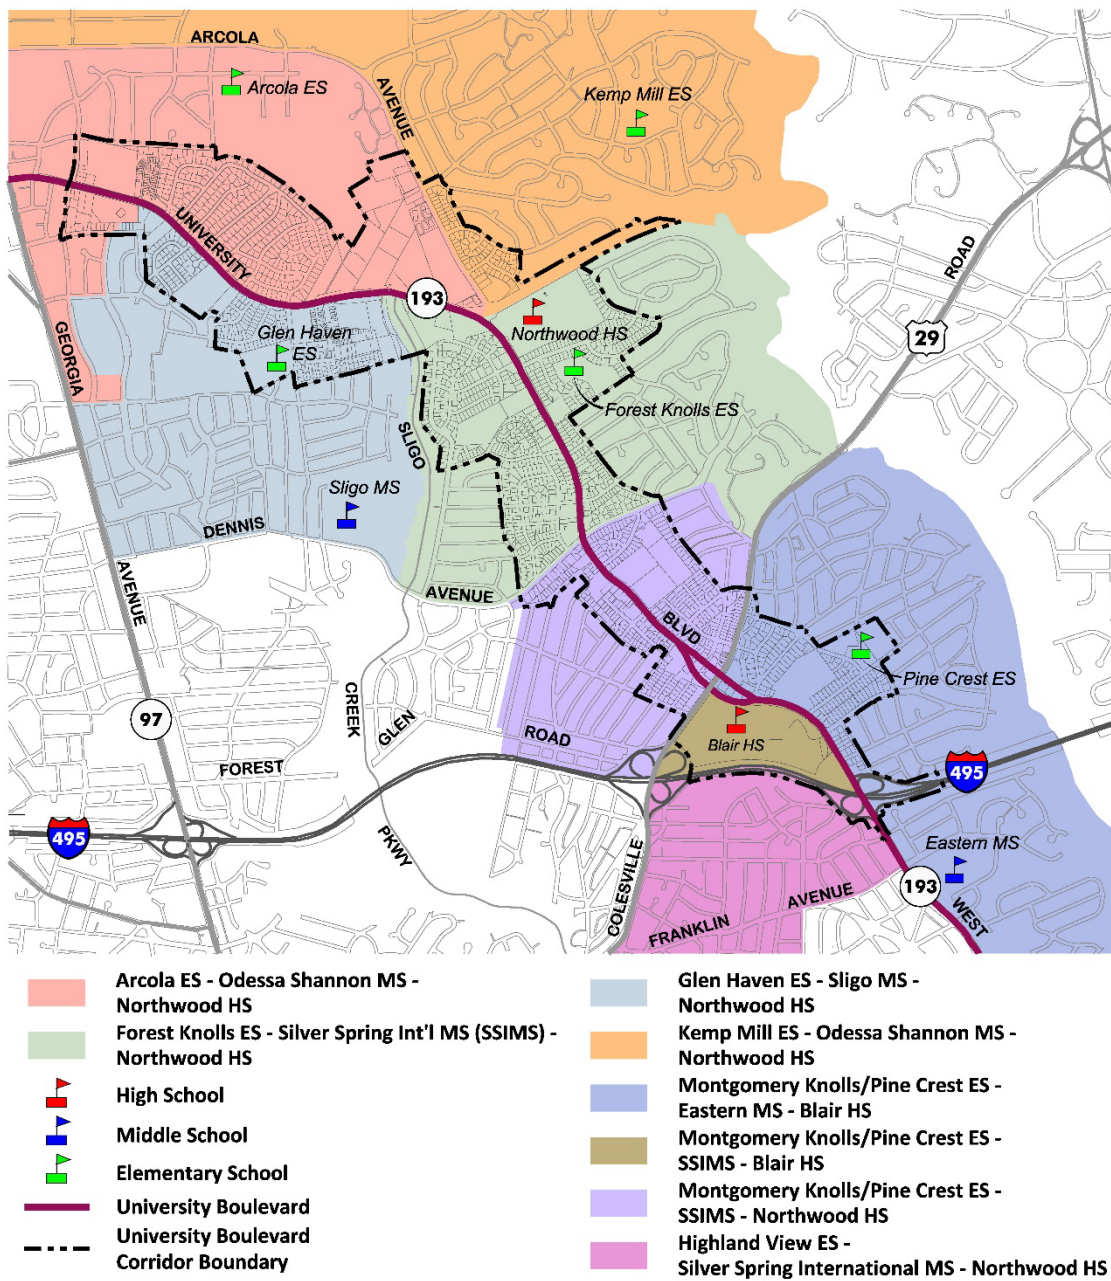 ARCOLA
AVENUE
Arcola ES
Kemp Mill ES
UNIVERSITY
193
ROAD
29
Northwood HS
Glen Haven
ES
GEORGIA
Forest Knolls ES
SLIGO
Sligo MS
DENNIS
AVENUE
AVENUE
BLVD
Pine Crest ES
CREEK
GLEN
97
ROAD
Blair HS
FOREST
495
495
PKWY
Eastern MS
COLESVILLE
193
AVENUE
WEST
FRANKLIN
Arcola ES - Odessa Shannon MS -
Northwood HS
Forest Knolls ES - Silver Spring Int'l MS (SSIMS) -
Northwood HS
High School
Middle School
Elementary School
University Boulevard
University Boulevard
Corridor Boundary
Glen Haven ES - Sligo MS -
Northwood HS
Kemp Mill ES - Odessa Shannon MS -
Northwood HS
Montgomery Knolls/Pine Crest ES -
Eastern MS - Blair HS
Montgomery Knolls/Pine Crest ES -
SSIMS - Blair HS
Montgomery Knolls/Pine Crest ES -
SSIMS - Northwood HS
Highland View ES -
Silver Spring International MS - Northwood HS